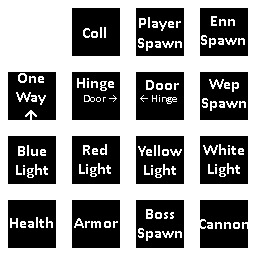 Coll
Player
Spawn
Enn
Spawn
One
Way
↑
Hinge
Door →
Door
← Hinge
Wep
Spawn
Blue
Light
Red
Light
Yellow
Light
White
Light
Health
Armor
Boss
Spawn
Cannon